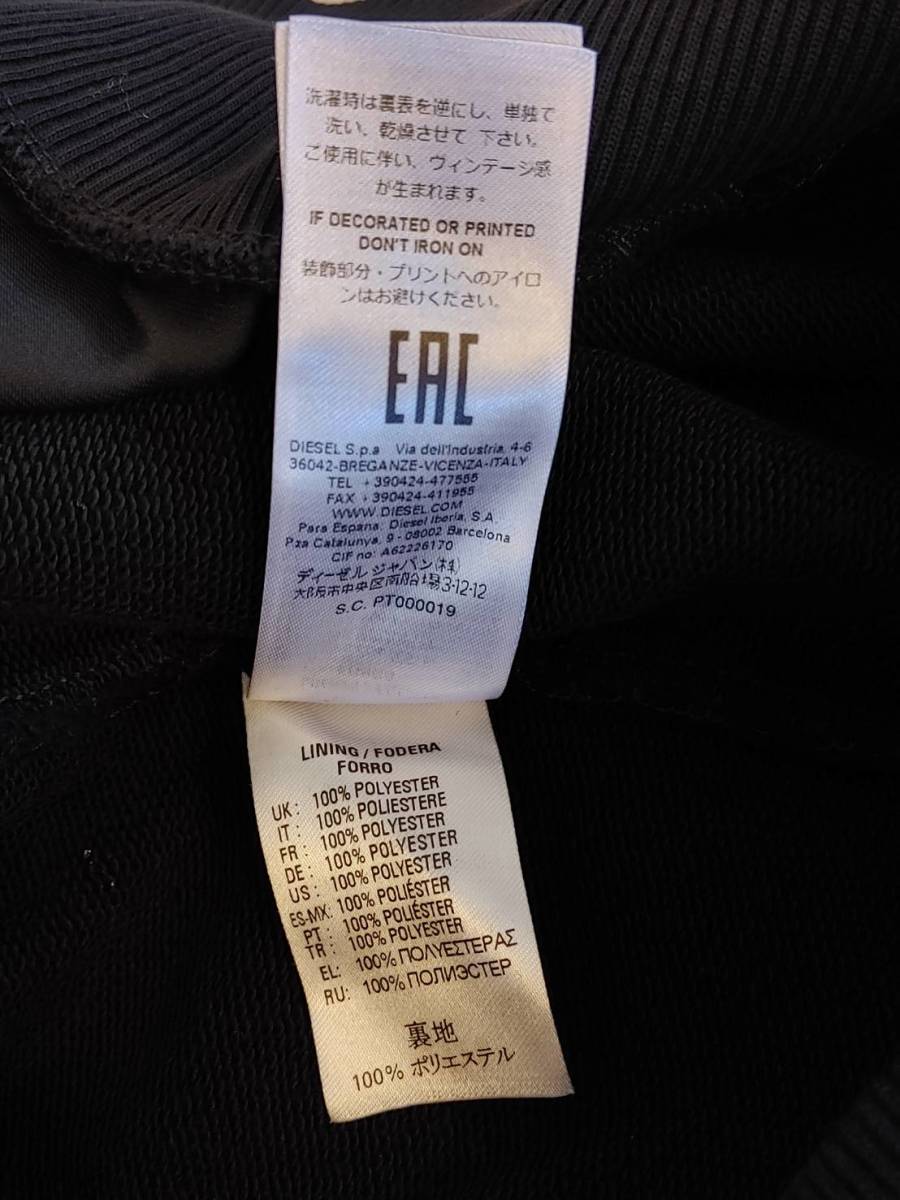 洗濯時は裏表を逆にし、単独で
洗い、乾燥させて 下さい。
ご使用に伴い、ヴィンテージ感
が生まれます。
IF DECORATED OR PRINTED
DON'T IRON ON
装飾部分・プリントへのアイロ
ンはお避けください。
EAC
DIESEL S.p.a Via dell'Industria, 4-6
36042-BREGANZE-VICENZA-ITALY
TEL +390424-477555
FAX +390424-411955
WWW.DIESEL.COM
Para Espana: Diesel Iberia, S.A.
Pza Catalunya, 9 - 08002 Barcelona
CIF no: A62226170
ディーゼル ジャパン(株)
大阪市中央区南船場3-12-12
S.C. PT000019
LINING / FODERA
FORRO
UK: 100% POLYESTER
IT: 100% POLIESTERE
FR: 100% POLYESTER
DE: 100% POLYESTER
US: 100% POLYESTER
ES-MX: 100% POLIÉSTER
PT: 100% POLIÉSTER
TR: 100% POLYESTER
EL: 100% ΠΟΛΥΕΣΤΕΡΑΣ
RU: 100% ПОЛИЭСТЕР
裏地
100% ポリエステル